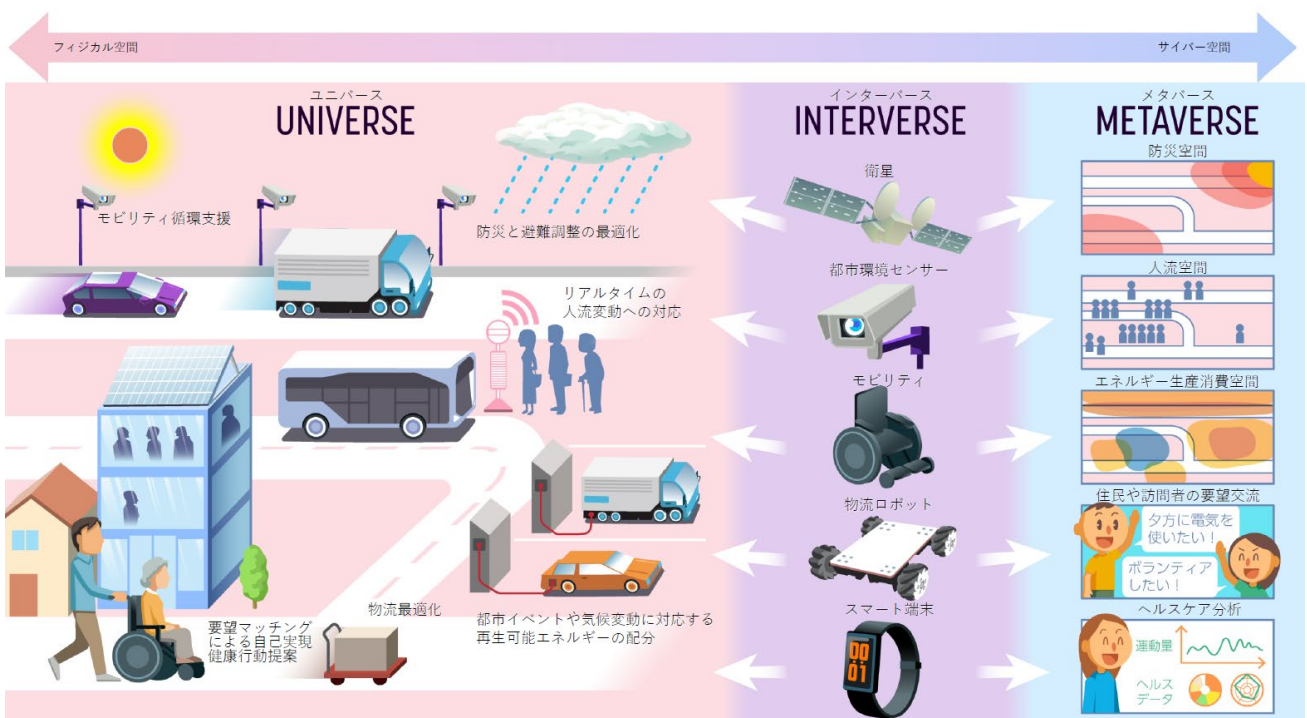 フィジカル空間
サイバー空間
ユニバース
UNIVERSE
モビリティ循環支援
防災と避難調整の最適化
リアルタイムの
人流変動への対応
物流最適化
都市イベントや気候変動に対応する
再生可能エネルギーの配分
要望マッチング
による自己実現
健康行動提案
インターバース
INTERVERSE
衛星
都市環境センサー
モビリティ
物流ロボット
スマート端末
00
01
メタバース
METAVERSE
防災空間
人流空間
エネルギー生産消費空間
住民や訪問者の要望交流
夕方に電気を
使いたい！
ボランティア
したい！
ヘルスケア分析
運動量
ヘルス
データ